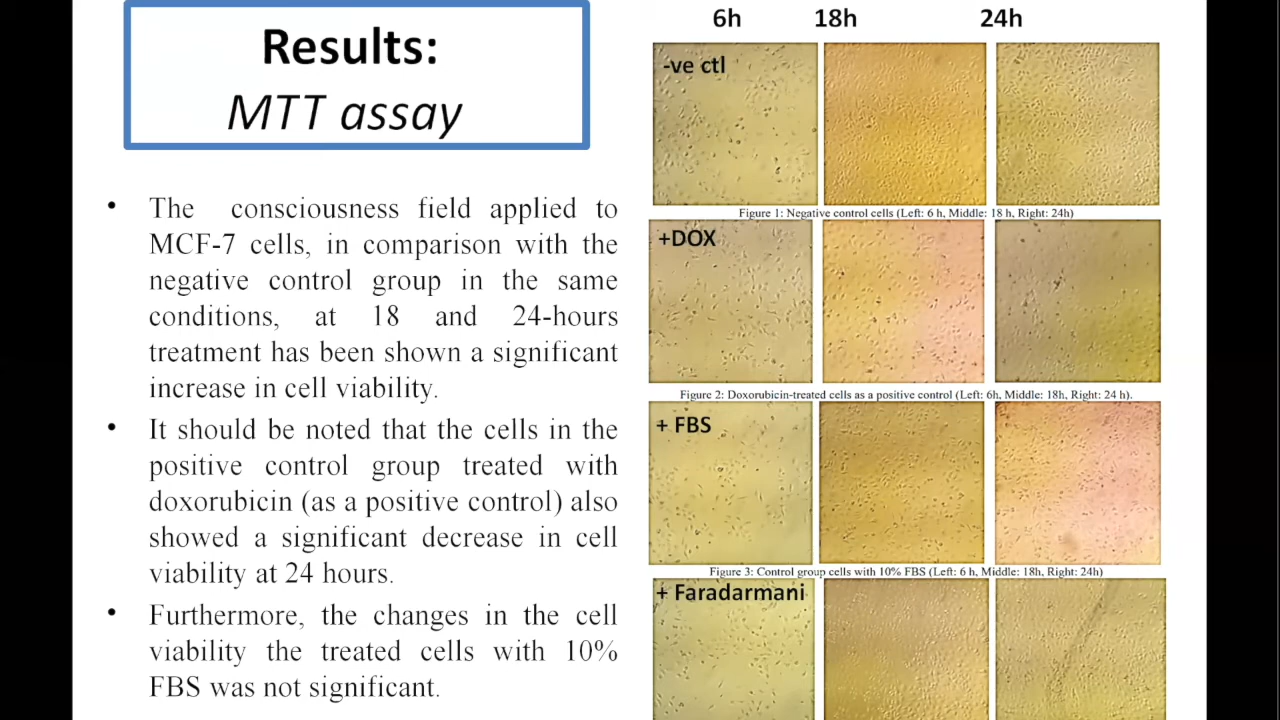 Results:
MTT assay
• The consciousness field applied to
MCF-7 cells, in comparison with the
negative control group in the same
conditions, at 18 and 24-hours
treatment has been shown a significant
increase in cell viability.
• It should be noted that the cells in the
positive control group treated with
doxorubicin (as a positive control) also
showed a significant decrease in cell
viability at 24 hours.
• Furthermore, the changes in the cell
viability the treated cells with 10%
FBS was not significant.
6h 18h 24h
-ve ctl
Figure 1: Negative control cells (Left: 6 h, Middle: 18 h, Right: 24h)
+DOX
Figure 2: Doxorubicin-treated cells as a positive control (Left: 6h, Middle: 18h, Right: 24 h).
+ FBS
Figure 3: Control group cells with 10% FBS (Left: 6 h, Middle: 18h, Right: 24h)
+ Faradarmani